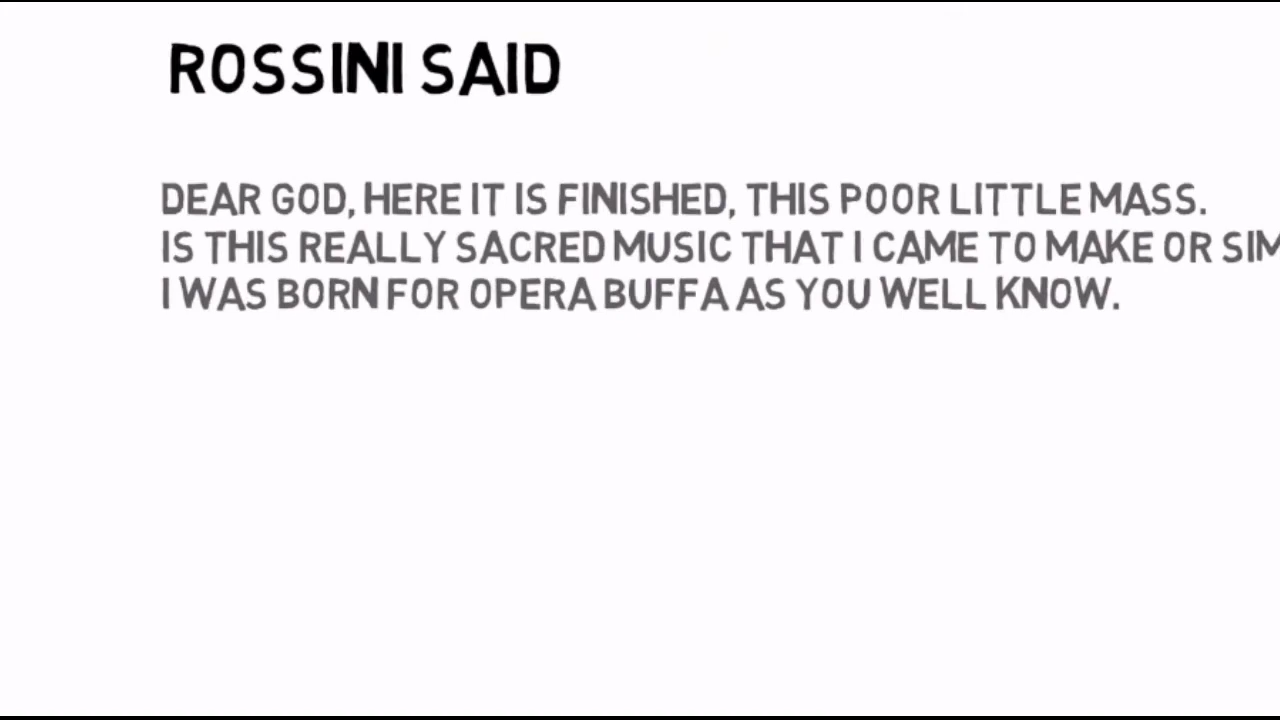 ROSSINI SAID
DEAR GOD, HERE IT IS FINISHED, THIS POOR LITTLE MASS.
IS THIS REALLY SACRED MUSIC THAT I CAME TO MAKE OR
I WAS BORN FOR OPERA BUFFA AS YOU WELL KNOW.